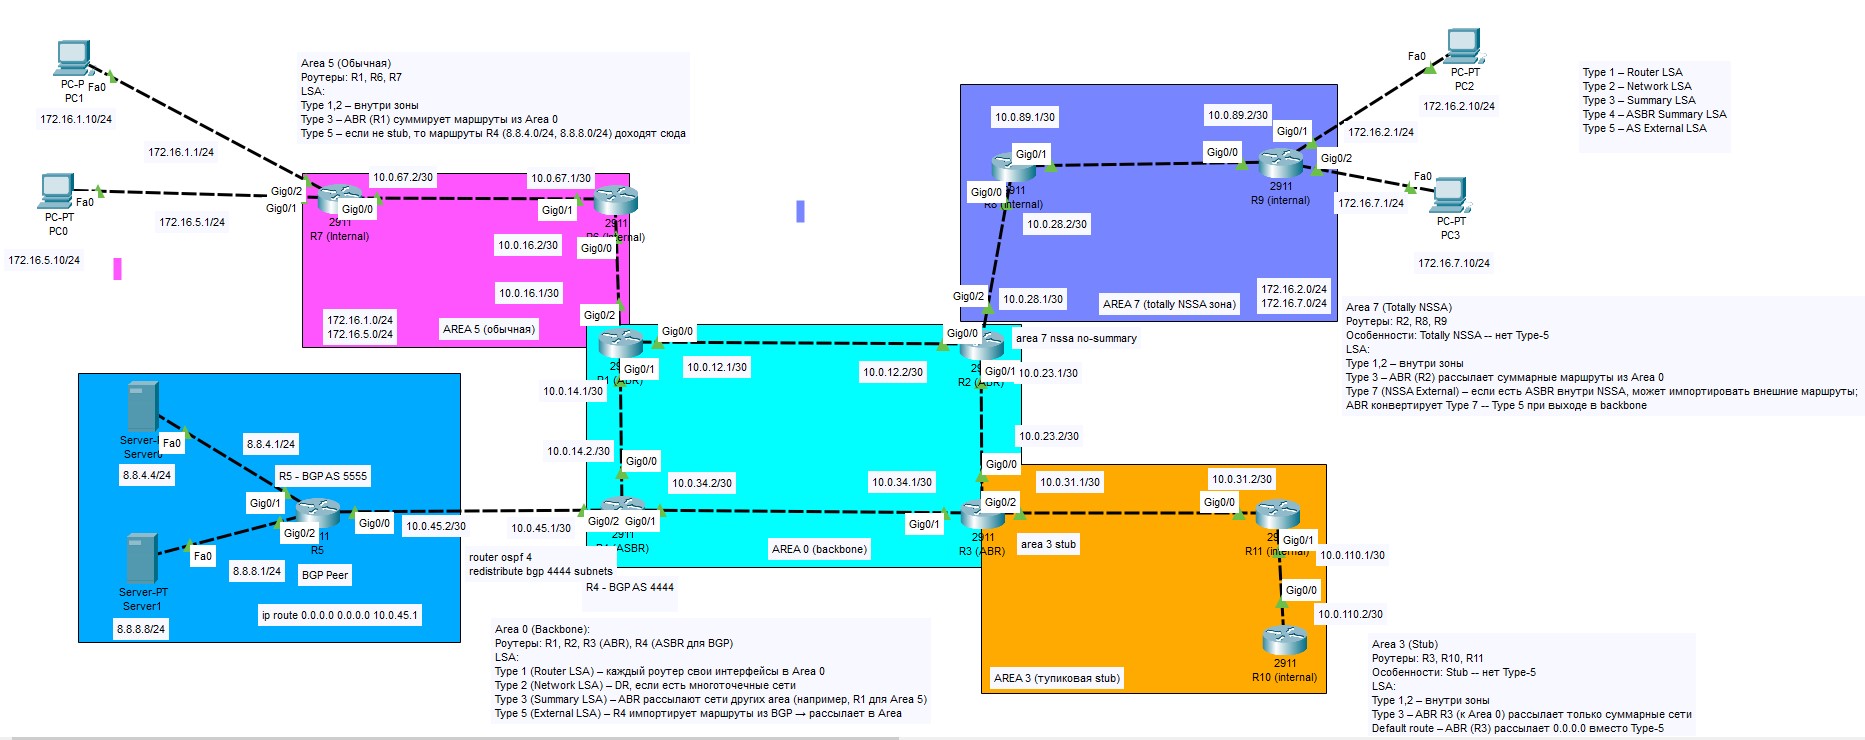 PC-P
Fa0
PC1
172.16.1.10/24
172.16.1.1/24
PC-PT
Fa0
PC0
172.16.5.10/24
172.16.5.1/24
Area 5 (Обычная)
Роутеры: R1, R6, R7
LSA:
Type 1,2 – внутри зоны
Type 3 – ABR (R1) суммирует маршруты из Area 0
Type 5 – если не stub, то маршруты R4 (8.8.4.0/24, 8.8.8.0/24) доходят сюда
Gig0/2
Gig0/1
Gig0/0
2911
R7 (Internal)
10.0.67.2/30
10.0.67.1/30
Gig0/1
2911
Gig0/0
10.0.16.2/30
10.0.16.1/30
Gig0/2
172.16.1.0/24
172.16.5.0/24
AREA 5 (обычная)
10.0.89.1/30
10.0.89.2/30
Gig0/1
Gig0/0
Gig0/0
Gig0/1
Gig0/2
2911
R9 (internal)
10.0.28.2/30
10.0.28.1/30
Gig0/2
AREA 7 (totally NSSA зона)
172.16.2.0/24
172.16.7.0/24
Fa0
PC-PT
PC2
172.16.2.10/24
172.16.2.1/24
Fa0
PC-PT
PC3
172.16.7.1/24
172.16.7.10/24
Type 1 – Router LSA
Type 2 – Network LSA
Type 3 – Summary LSA
Type 4 – ASBR Summary LSA
Type 5 – AS External LSA
Area 7 (Totally NSSA)
Роутеры: R2, R8, R9
Особенности: Totally NSSA -- нет Type-5
LSA:
Type 1,2 – внутри зоны
Type 3 – ABR (R2) рассылает суммарные маршруты из Area 0
Type 7 (NSSA External) – если есть ASBR внутри NSSA, может импортировать внешние маршруты;
ABR конвертирует Type 7 -- Type 5 при выходе в backbone
Gig0/0
Gig0/1
R1 (ABR)
10.0.12.1/30
10.0.12.2/30
Gig0/0
area 7 nssa no-summary
Gig0/1
R2 (ABR)
10.0.23.1/30
10.0.14.1/30
10.0.14.2./30
10.0.23.2/30
Gig0/0
Gig0/0
10.0.34.2/30
10.0.34.1/30
Gig0/2
Gig0/1
2911
Gig0/1
Gig0/2
2911
R3 (ABR)
AREA 0 (backbone)
Server0
Fa0
8.8.4.4/24
8.8.4.1/24
R5 - BGP AS 5555
Gig0/1
Gig0/0
Gig0/2
R5
BGP Peer
Fa0
8.8.8.1/24
Server-PT
Server1
8.8.8.8/24
ip route 0.0.0.0 0.0.0.0 10.0.45.1
10.0.45.2/30
10.0.45.1/30
router ospf 4
redistribute bgp 4444 subnets
R4 - BGP AS 4444
10.0.31.1/30
10.0.31.2/30
Gig0/0
area 3 stub
Gig0/1
10.0.110.1/30
Gig0/0
10.0.110.2/30
2911
R10 (internal)
AREA 3 (тупиковая stub)
Area 0 (Backbone):
Роутеры: R1, R2, R3 (ABR), R4 (ASBR для BGP)
LSA:
Type 1 (Router LSA) – каждый роутер свои интерфейсы в Area 0
Type 2 (Network LSA) – DR, если есть многоточечные сети
Type 3 (Summary LSA) – ABR рассылают сети других area (например, R1 для Area 5)
Type 5 (External LSA) – R4 импортирует маршруты из BGP → рассылает в Area
Area 3 (Stub)
Роутеры: R3, R10, R11
Особенности: Stub -- нет Type-5
LSA:
Type 1,2 – внутри зоны
Type 3 – ABR R3 (к Area 0) рассылает только суммарные сети
Default route – ABR (R3) рассылает 0.0.0.0 вместо Type-5